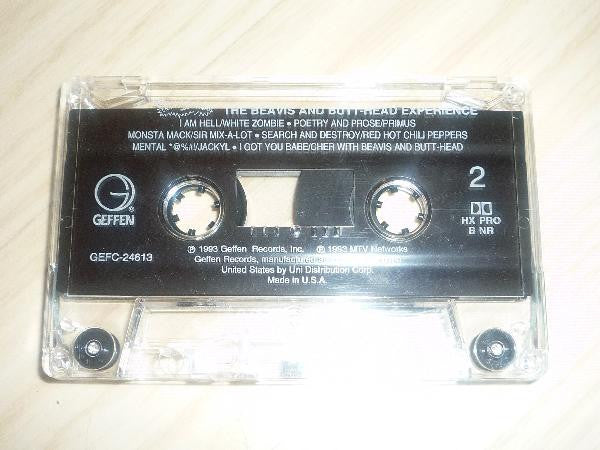 THE BEAVIS AND BUTT-HEAD EXPERIENCE
I AM HELL/WHITE ZOMBIE • POETRY AND PROSE/PRIMUS
MONSTA MACK/SIR MIX-A-LOT • SEARCH AND DESTROY/RED HOT CHILI PEPPERS
MENTAL *@%#!/JACKYL • I GOT YOU BABE/CHER WITH BEAVIS AND BUTT-HEAD
G
GEFFEN
®
2
HX PRO
B NR
GEFC-24613
℗ 1993 Geffen Records, Inc. ℗ 1993 MTV Networks
Geffen Records, manufactured
United States by Uni Distribution Corp.
Made in U.S.A.